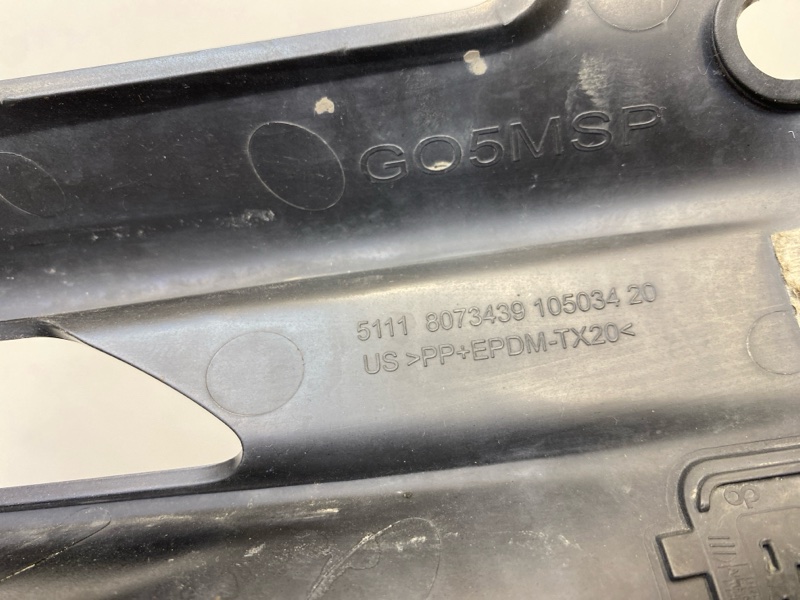 GO5MSP
5111 8073439 105034 20
US >PP+EPDM-TX20<